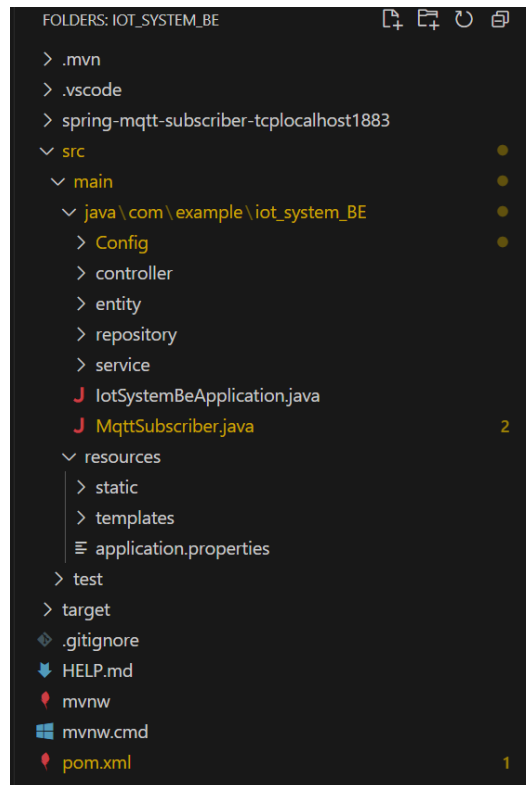 FOLDERS: IOT_SYSTEM_BE
.mvn
.vscode
spring-mqtt-subscriber-tcplocalhost1883
src
main
java\com\example\iot_system_BE
Config
controller
entity
repository
service
IotSystemBeApplication.java
MqttSubscriber.java 2
resources
static
templates
application.properties
test
target
.gitignore
HELP.md
mvnw
mvnw.cmd
pom.xml 1